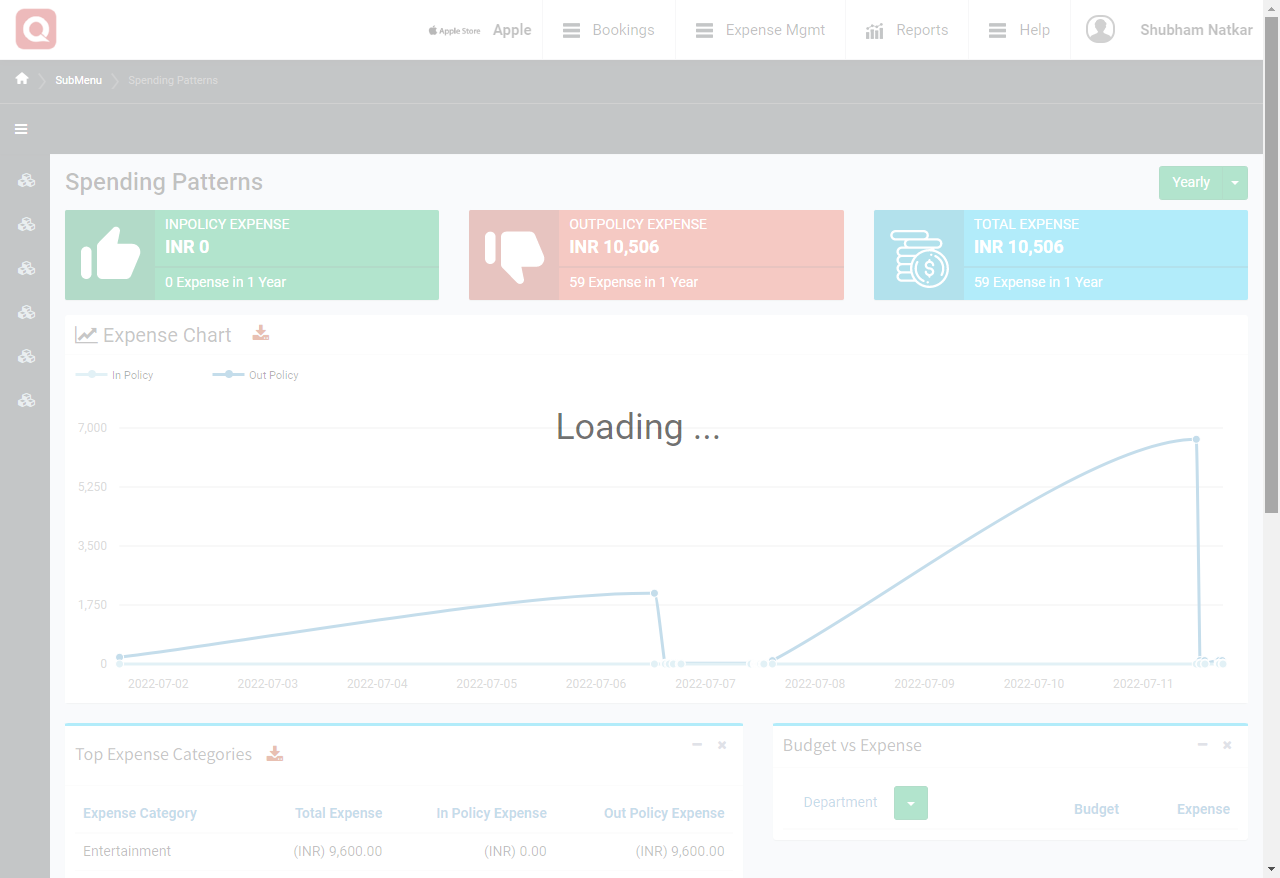 Apple Store Apple Bookings Expense Mgmt Reports Help Shubham Natkar
SubMenu Spending Patterns
Spending Patterns
Yearly
INPOLICY EXPENSE
INR 0
0 Expense in 1 Year
OUTPOLICY EXPENSE
INR 10,506
59 Expense in 1 Year
TOTAL EXPENSE
INR 10,506
59 Expense in 1 Year
Expense Chart
In Policy Out Policy
Loading ...
7,000
5,250
3,500
1,750
0
2022-07-02 2022-07-03 2022-07-04 2022-07-05 2022-07-06 2022-07-07 2022-07-08 2022-07-09 2022-07-10 2022-07-11
Top Expense Categories
Expense Category Total Expense In Policy Expense Out Policy Expense
Entertainment (INR) 9,600.00 (INR) 0.00 (INR) 9,600.00
Budget vs Expense
Department Budget Expense